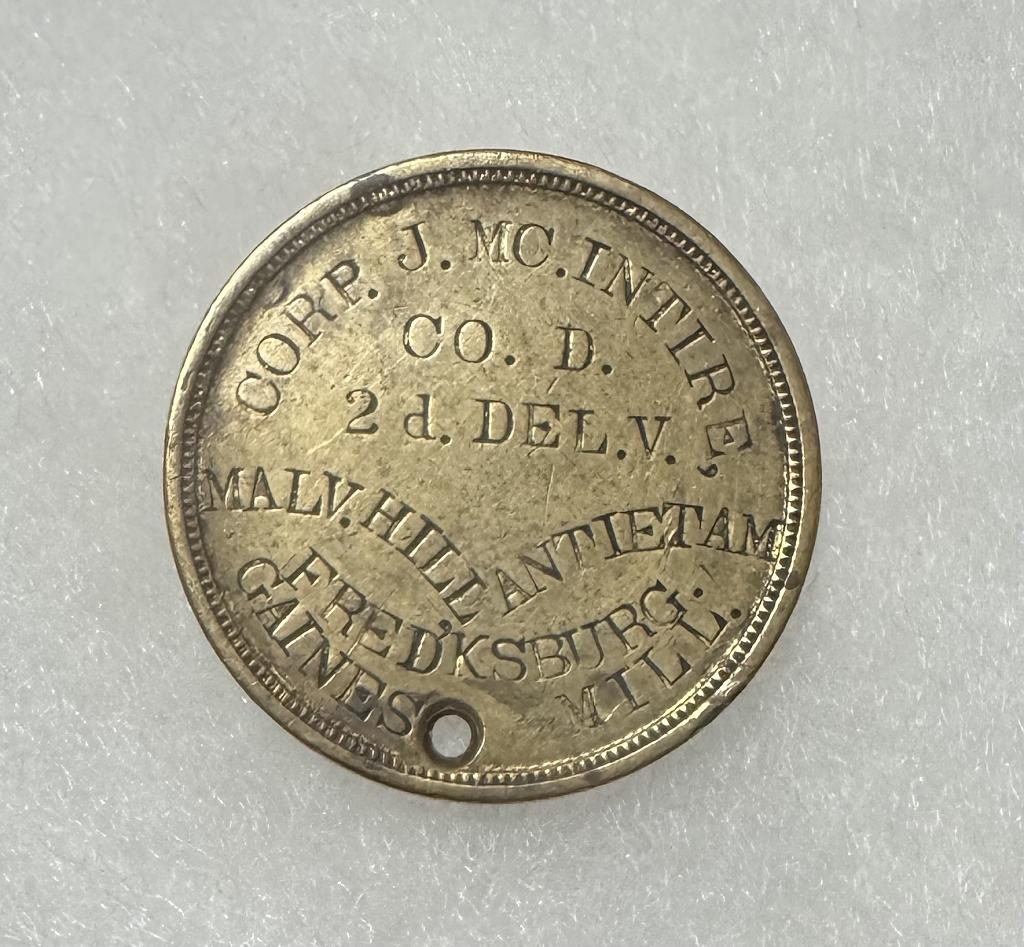 CORP. J. MC. INTIRE,
CO. D.
2 d. DEL. V.
MALV. HILL, ANTIETAM
FRED'KSBURG.
GAINES MILL.